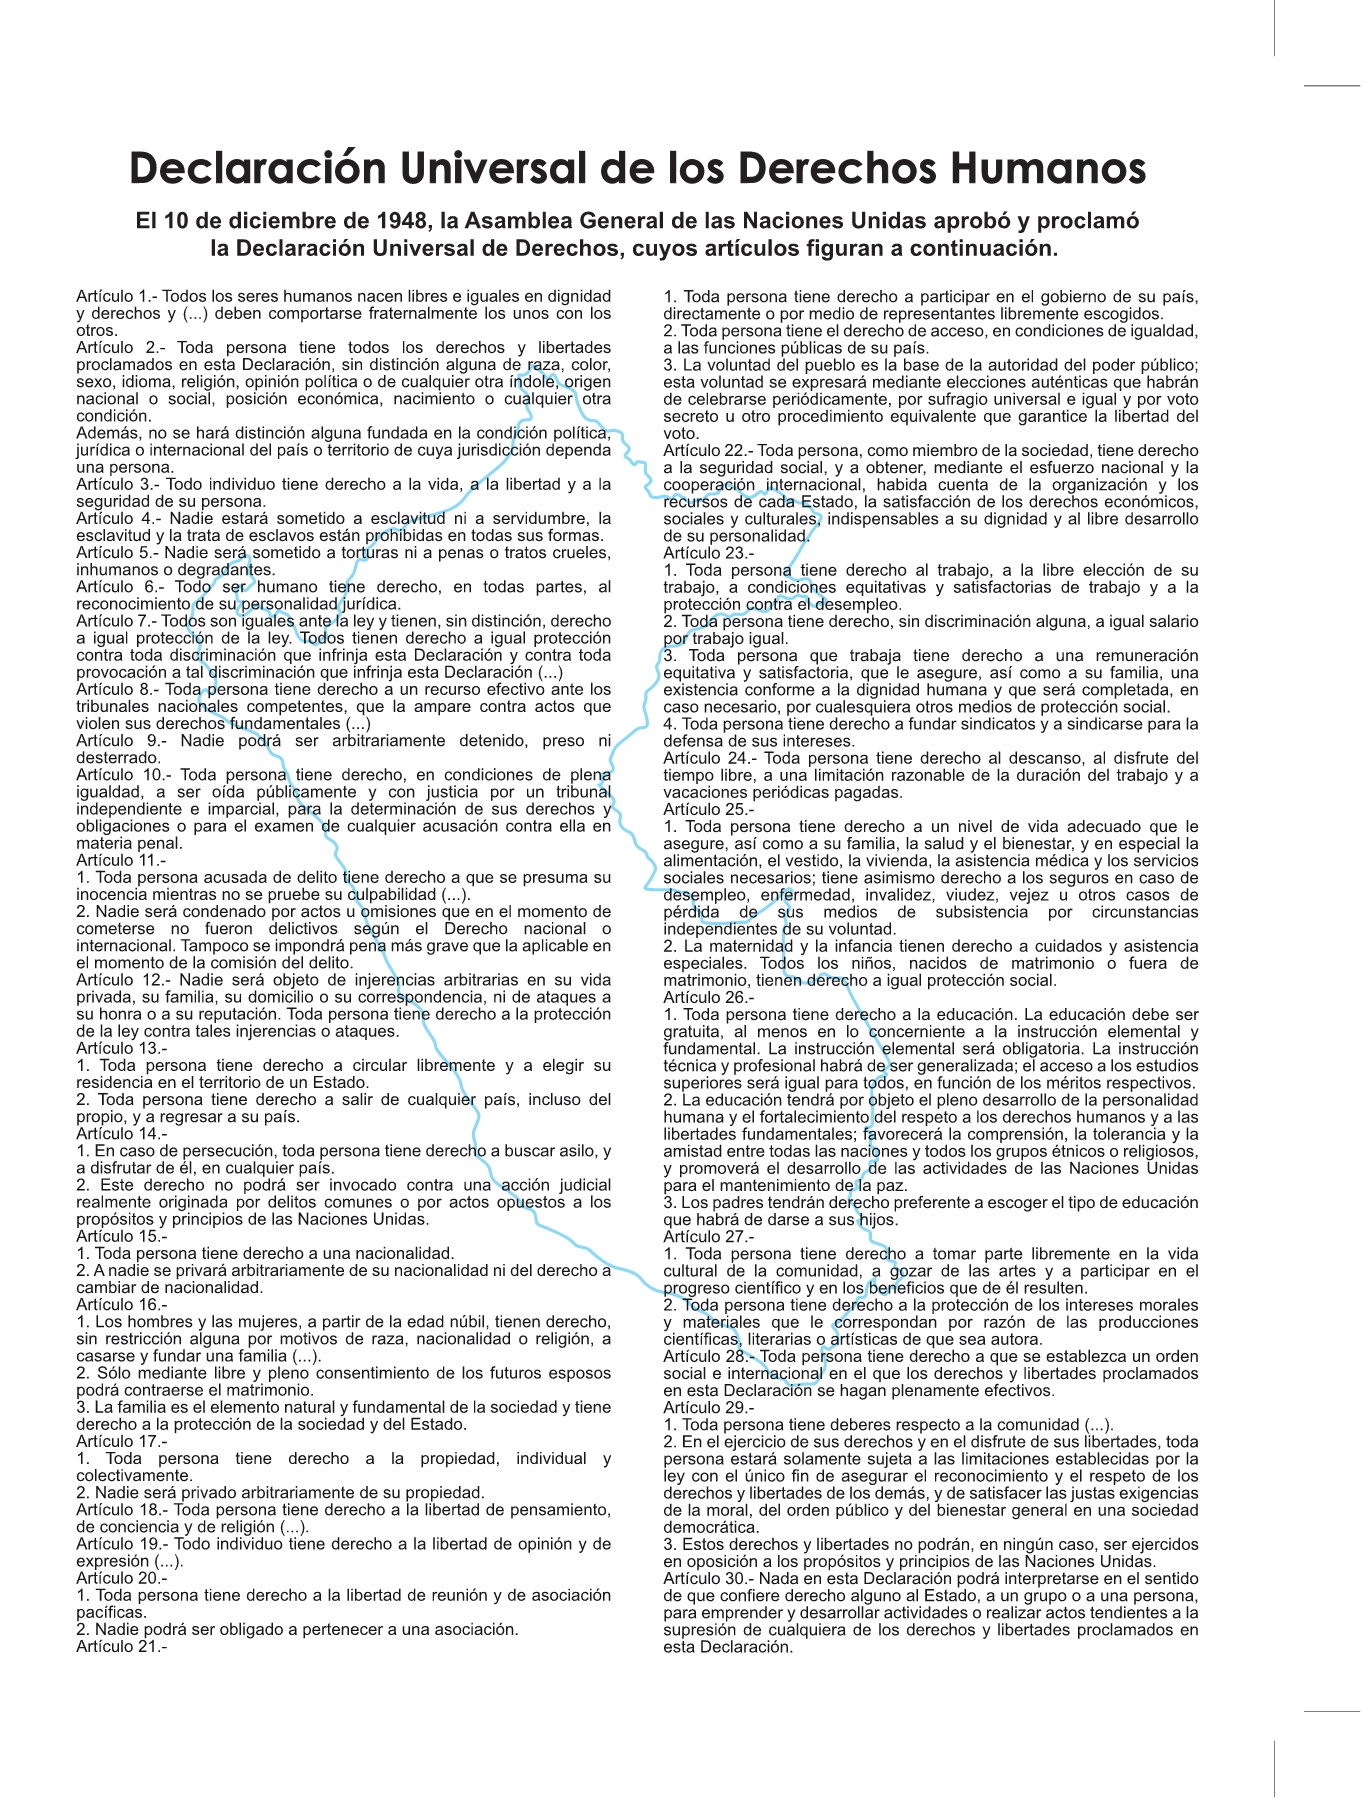 Declaración Universal de los Derechos Humanos
El 10 de diciembre de 1948, la Asamblea General de las Naciones Unidas aprobó y proclamó
la Declaración Universal de Derechos, cuyos artículos figuran a continuación.
Artículo 1.- Todos los seres humanos nacen libres e iguales en dignidad
y derechos y (...) deben comportarse fraternalmente los unos con los
otros.
Artículo 2.- Toda persona tiene todos los derechos y libertades
proclamados en esta Declaración, sin distinción alguna de raza, color,
sexo, idioma, religión, opinión política o de cualquier otra índole, origen
nacional o social, posición económica, nacimiento o cualquier otra
condición.
Además, no se hará distinción alguna fundada en la condición política,
jurídica o internacional del país o territorio de cuya jurisdicción dependa
una persona.
Artículo 3.- Todo individuo tiene derecho a la vida, a la libertad y a la
seguridad de su persona.
Artículo 4.- Nadie estará sometido a esclavitud ni a servidumbre, la
esclavitud y la trata de esclavos están prohibidas en todas sus formas.
Artículo 5.- Nadie será sometido a torturas ni a penas o tratos crueles,
inhumanos o degradantes.
Artículo 6.- Todo ser humano tiene derecho, en todas partes, al
reconocimiento de su personalidad jurídica.
Artículo 7.- Todos son iguales ante la ley y tienen, sin distinción, derecho
a igual protección de la ley. Todos tienen derecho a igual protección
contra toda discriminación que infrinja esta Declaración y contra toda
provocación a tal discriminación que infrinja esta Declaración (...)
Artículo 8.- Toda persona tiene derecho a un recurso efectivo ante los
tribunales nacionales competentes, que la ampare contra actos que
violen sus derechos fundamentales (...)
Artículo 9.- Nadie podrá ser arbitrariamente detenido, preso ni
desterrado.
Artículo 10.- Toda persona tiene derecho, en condiciones de plena
igualdad, a ser oída públicamente y con justicia por un tribunal
independiente e imparcial, para la determinación de sus derechos y
obligaciones o para el examen de cualquier acusación contra ella en
materia penal.
Artículo 11.-
1. Toda persona acusada de delito tiene derecho a que se presuma su
inocencia mientras no se pruebe su culpabilidad (...).
2. Nadie será condenado por actos u omisiones que en el momento de
cometerse no fueron delictivos según el Derecho nacional o
internacional. Tampoco se impondrá pena más grave que la aplicable en
el momento de la comisión del delito.
Artículo 12.- Nadie será objeto de injerencias arbitrarias en su vida
privada, su familia, su domicilio o su correspondencia, ni de ataques a
su honra o a su reputación. Toda persona tiene derecho a la protección
de la ley contra tales injerencias o ataques.
Artículo 13.-
1. Toda persona tiene derecho a circular libremente y a elegir su
residencia en el territorio de un Estado.
2. Toda persona tiene derecho a salir de cualquier país, incluso del
propio, y a regresar a su país.
Artículo 14.-
1. En caso de persecución, toda persona tiene derecho a buscar asilo, y
a disfrutar de él, en cualquier país.
2. Este derecho no podrá ser invocado contra una acción judicial
realmente originada por delitos comunes o por actos opuestos a los
propósitos y principios de las Naciones Unidas.
Artículo 15.-
1. Toda persona tiene derecho a una nacionalidad.
2. A nadie se privará arbitrariamente de su nacionalidad ni del derecho a
cambiar de nacionalidad.
Artículo 16.-
1. Los hombres y las mujeres, a partir de la edad núbil, tienen derecho,
sin restricción alguna por motivos de raza, nacionalidad o religión, a
casarse y fundar una familia (...).
2. Sólo mediante libre y pleno consentimiento de los futuros esposos
podrá contraerse el matrimonio.
3. La familia es el elemento natural y fundamental de la sociedad y tiene
derecho a la protección de la sociedad y del Estado.
Artículo 17.-
1. Toda persona tiene derecho a la propiedad, individual y
colectivamente.
2. Nadie será privado arbitrariamente de su propiedad.
Artículo 18.- Toda persona tiene derecho a la libertad de pensamiento,
de conciencia y de religión (...).
Artículo 19.- Todo individuo tiene derecho a la libertad de opinión y de
expresión (...).
Artículo 20.-
1. Toda persona tiene derecho a la libertad de reunión y de asociación
pacíficas.
2. Nadie podrá ser obligado a pertenecer a una asociación.
Artículo 21.-
1. Toda persona tiene derecho a participar en el gobierno de su país,
directamente o por medio de representantes libremente escogidos.
2. Toda persona tiene el derecho de acceso, en condiciones de igualdad,
a las funciones públicas de su país.
3. La voluntad del pueblo es la base de la autoridad del poder público;
esta voluntad se expresará mediante elecciones auténticas que habrán
de celebrarse periódicamente, por sufragio universal e igual y por voto
secreto u otro procedimiento equivalente que garantice la libertad del
voto.
Artículo 22.- Toda persona, como miembro de la sociedad, tiene derecho
a la seguridad social, y a obtener, mediante el esfuerzo nacional y la
cooperación internacional, habida cuenta de la organización y los
recursos de cada Estado, la satisfacción de los derechos económicos,
sociales y culturales, indispensables a su dignidad y al libre desarrollo
de su personalidad.
Artículo 23.-
1. Toda persona tiene derecho al trabajo, a la libre elección de su
trabajo, a condiciones equitativas y satisfactorias de trabajo y a la
protección contra el desempleo.
2. Toda persona tiene derecho, sin discriminación alguna, a igual salario
por trabajo igual.
3. Toda persona que trabaja tiene derecho a una remuneración
equitativa y satisfactoria, que le asegure, así como a su familia, una
existencia conforme a la dignidad humana y que será completada, en
caso necesario, por cualesquiera otros medios de protección social.
4. Toda persona tiene derecho a fundar sindicatos y a sindicarse para la
defensa de sus intereses.
Artículo 24.- Toda persona tiene derecho al descanso, al disfrute del
tiempo libre, a una limitación razonable de la duración del trabajo y a
vacaciones periódicas pagadas.
Artículo 25.-
1. Toda persona tiene derecho a un nivel de vida adecuado que le
asegure, así como a su familia, la salud y el bienestar, y en especial la
alimentación, el vestido, la vivienda, la asistencia médica y los servicios
sociales necesarios; tiene asimismo derecho a los seguros en caso de
desempleo, enfermedad, invalidez, viudez, vejez u otros casos de
pérdida de sus medios de subsistencia por circunstancias
independientes de su voluntad.
2. La maternidad y la infancia tienen derecho a cuidados y asistencia
especiales. Todos los niños, nacidos de matrimonio o fuera de
matrimonio, tienen derecho a igual protección social.
Artículo 26.-
1. Toda persona tiene derecho a la educación. La educación debe ser
gratuita, al menos en lo concerniente a la instrucción elemental y
fundamental. La instrucción elemental será obligatoria. La instrucción
técnica y profesional habrá de ser generalizada; el acceso a los estudios
superiores será igual para todos, en función de los méritos respectivos.
2. La educación tendrá por objeto el pleno desarrollo de la personalidad
humana y el fortalecimiento del respeto a los derechos humanos y a las
libertades fundamentales; favorecerá la comprensión, la tolerancia y la
amistad entre todas las naciones y todos los grupos étnicos o religiosos,
y promoverá el desarrollo de las actividades de las Naciones Unidas
para el mantenimiento de la paz.
3. Los padres tendrán derecho preferente a escoger el tipo de educación
que habrá de darse a sus hijos.
Artículo 27.-
1. Toda persona tiene derecho a tomar parte libremente en la vida
cultural de la comunidad, a gozar de las artes y a participar en el
progreso científico y en los beneficios que de él resulten.
2. Toda persona tiene derecho a la protección de los intereses morales
y materiales que le correspondan por razón de las producciones
científicas, literarias o artísticas de que sea autora.
Artículo 28.- Toda persona tiene derecho a que se establezca un orden
social e internacional en el que los derechos y libertades proclamados
en esta Declaración se hagan plenamente efectivos.
Artículo 29.-
1. Toda persona tiene deberes respecto a la comunidad (...).
2. En el ejercicio de sus derechos y en el disfrute de sus libertades, toda
persona estará solamente sujeta a las limitaciones establecidas por la
ley con el único fin de asegurar el reconocimiento y el respeto de los
derechos y libertades de los demás, y de satisfacer las justas exigencias
de la moral, del orden público y del bienestar general en una sociedad
democrática.
3. Estos derechos y libertades no podrán, en ningún caso, ser ejercidos
en oposición a los propósitos y principios de las Naciones Unidas.
Artículo 30.- Nada en esta Declaración podrá interpretarse en el sentido
de que confiere derecho alguno al Estado, a un grupo o a una persona,
para emprender y desarrollar actividades o realizar actos tendientes a la
supresión de cualquiera de los derechos y libertades proclamados en
esta Declaración.